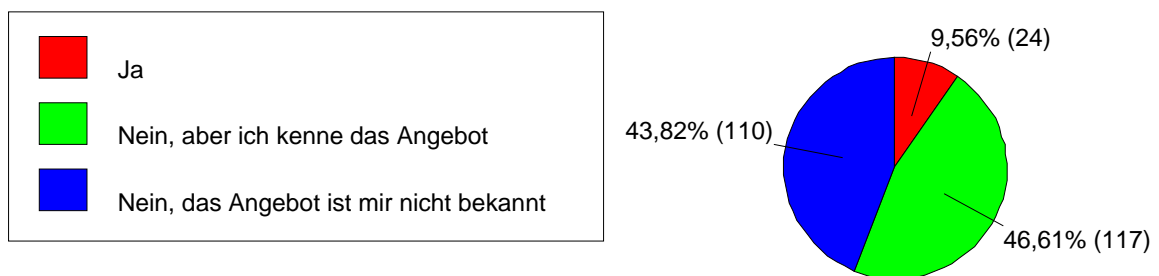 Ja
Nein, aber ich kenne das Angebot
Nein, das Angebot ist mir nicht bekannt
9,56% (24)
43,82% (110)
46,61% (117)